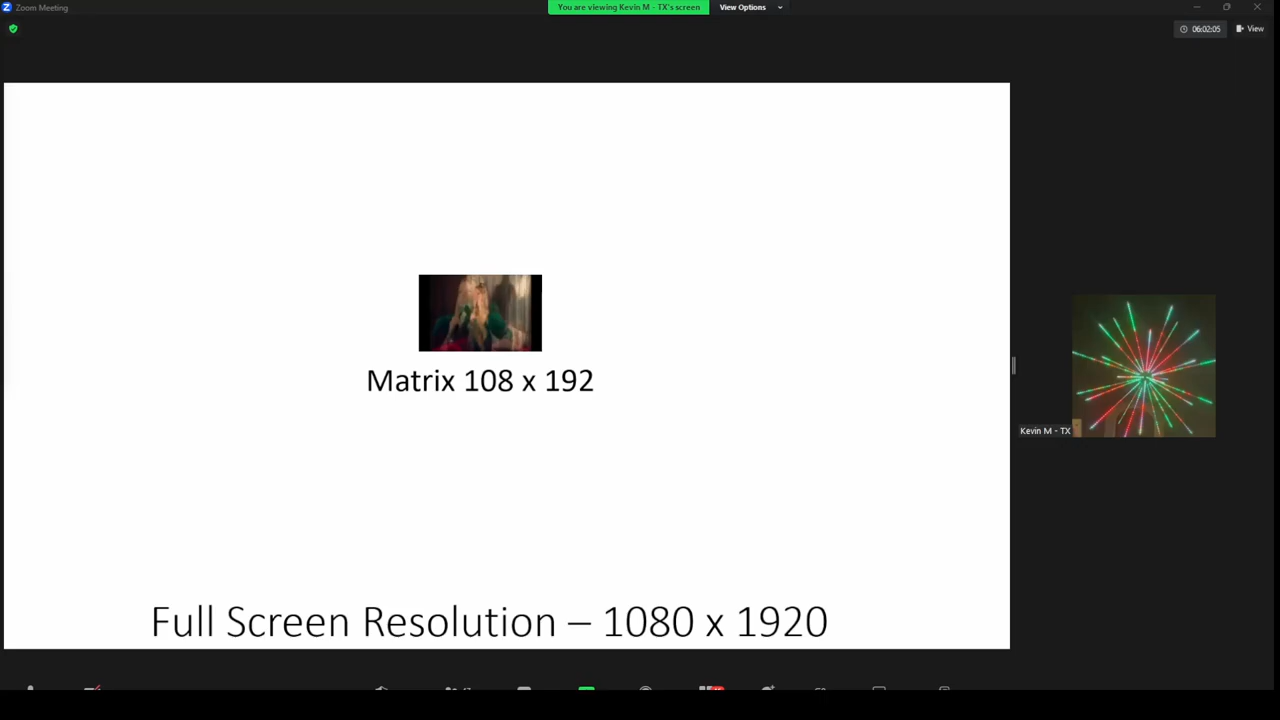 Zoom Meeting
You are viewing Kevin M - TX's screen
View Options
06:02:05
View
Matrix 108 x 192
Kevin M - TX
Full Screen Resolution – 1080 x 1920